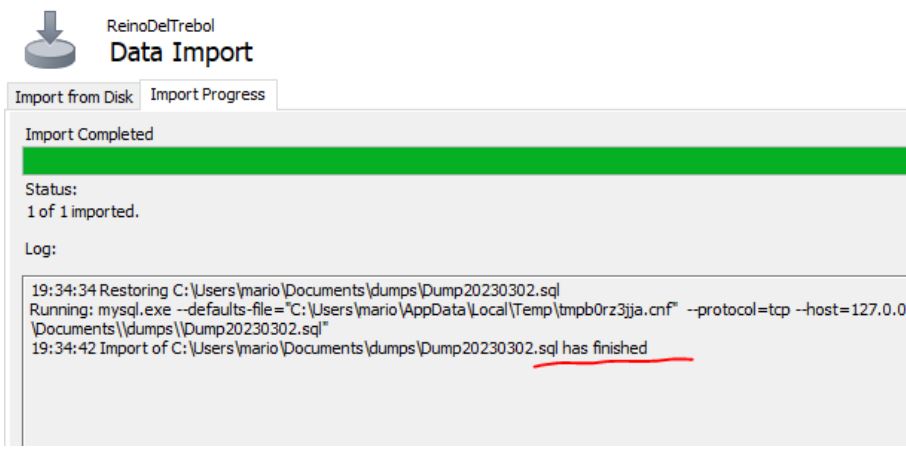 ReinoDelTrebol
Data Import
Import from Disk Import Progress
Import Completed
Status:
1 of 1 imported.
Log:
19:34:34 Restoring C:\Users\mario\Documents\dumps\Dump20230302.sql
Running: mysql.exe --defaults-file="C:\Users\mario\AppData\Local\Temp\tmpb0rz3jja.cnf" --protocol=tcp --host=127.0.0
\Documents\\dumps\\Dump20230302.sql"
19:34:42 Import of C:\Users\mario\Documents\dumps\Dump20230302.sql has finished